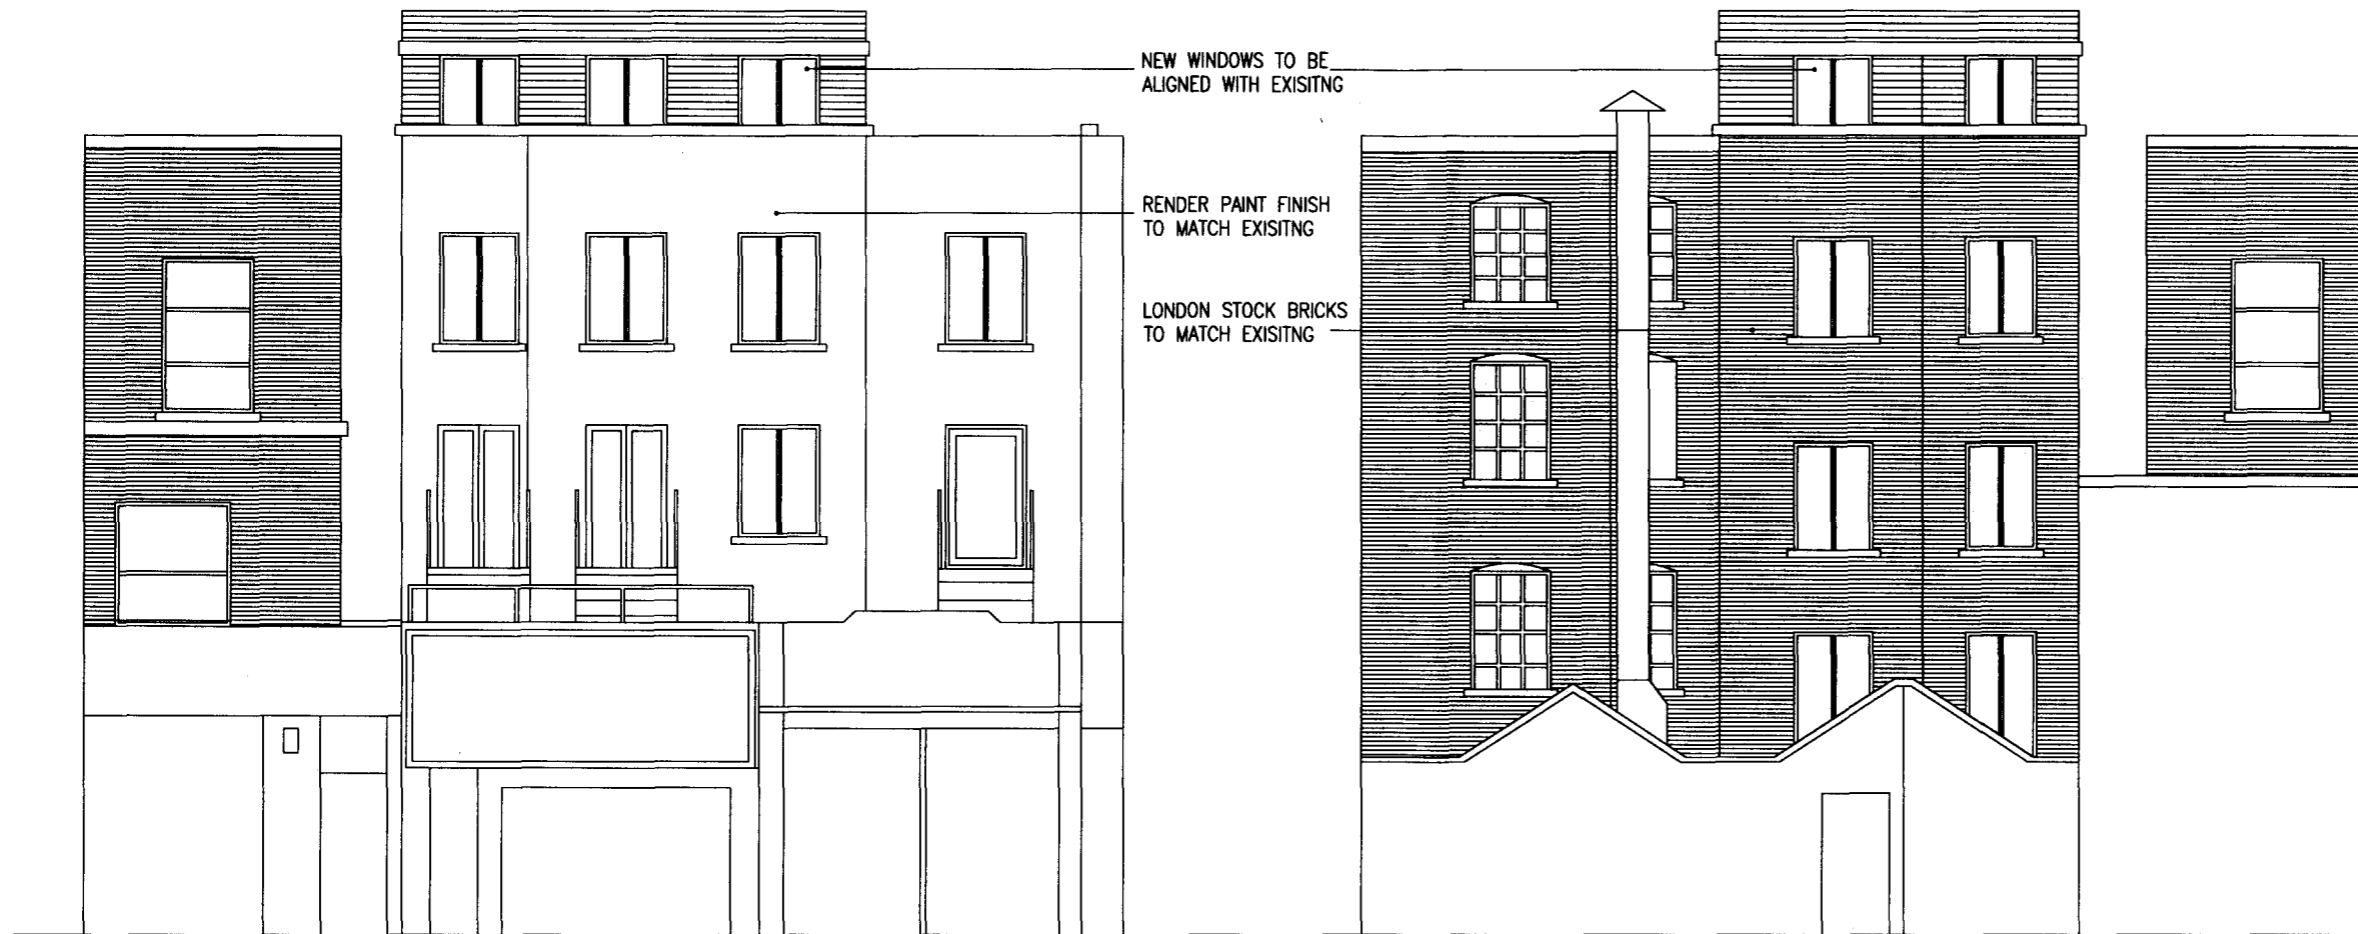 NEW WINDOWS TO BE
ALIGNED WITH EXISITNG
RENDER PAINT FINISH
TO MATCH EXISITNG
LONDON STOCK BRICKS
TO MATCH EXISITNG